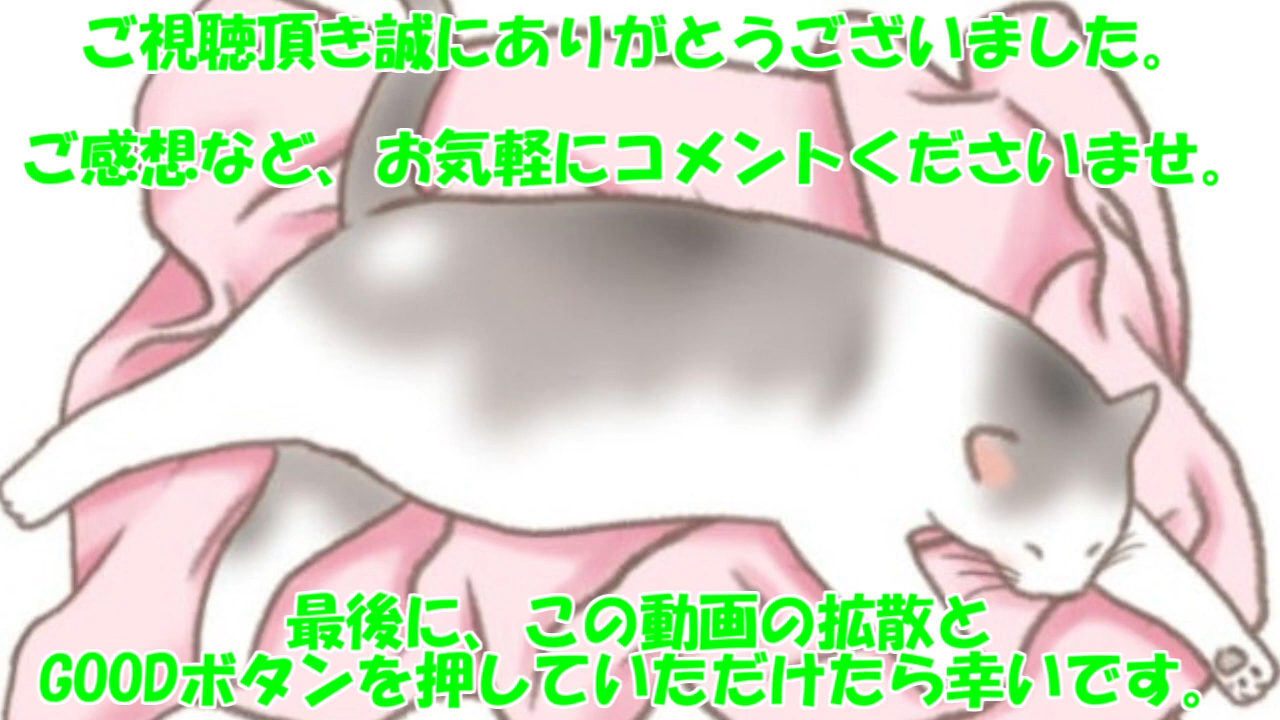 ご視聴頂き誠にありがとうございました。
ご感想など、お気軽にコメントくださいませ。
最後に、この動画の拡散と
GOODボタンを押していただけたら幸いです。